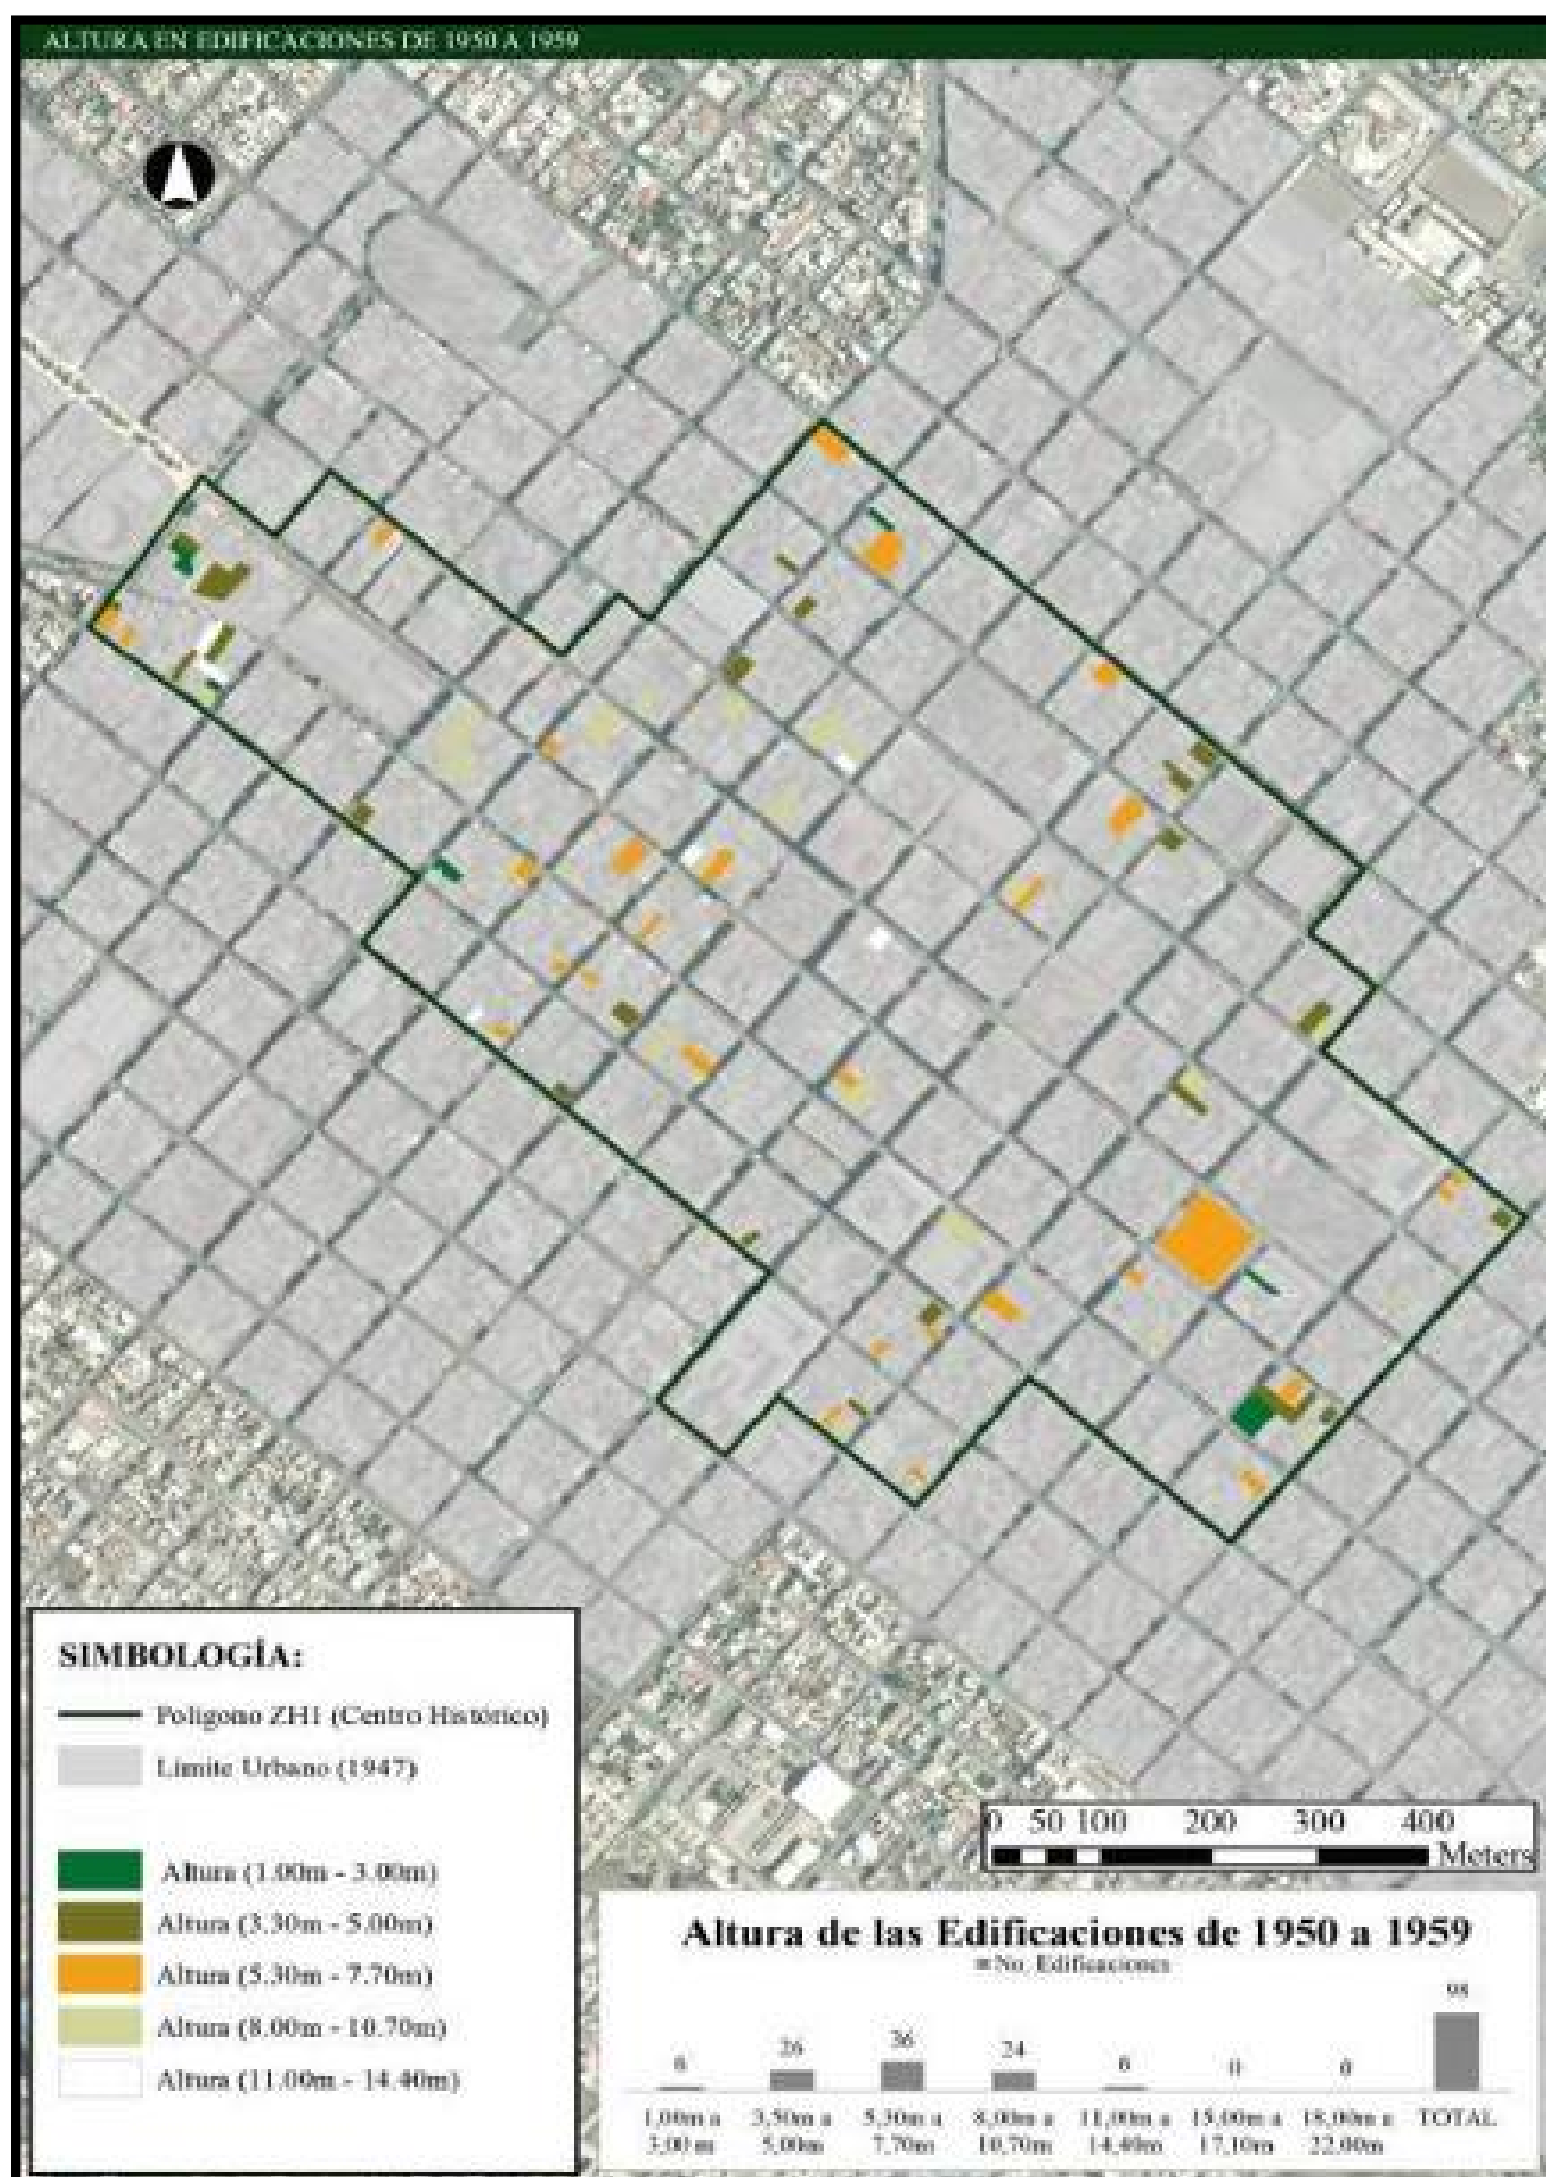 ALTURA EN EDIFICACIONES DE 1950 A 1959
SIMBOLOGÍA:
Polígono ZH1 (Centro Histórico)
Límite Urbano (1947)
Altura (1.00m - 3.00m)
Altura (3.30m - 5.00m)
Altura (5.30m - 7.70m)
Altura (8.00m - 10.70m)
Altura (11.00m - 14.40m)
0 50 100 200 300 400
Meters
Altura de las Edificaciones de 1950 a 1959
No. Edificaciones
6 26 36 24 6 0 0 98
1,00m a 3,50m a 5,30m a 8,00m a 11,00m a 15,00m a 18,00m a TOTAL
3,00 m 5,00m 7,70m 10,70m 14,40m 17,10m 22,00m